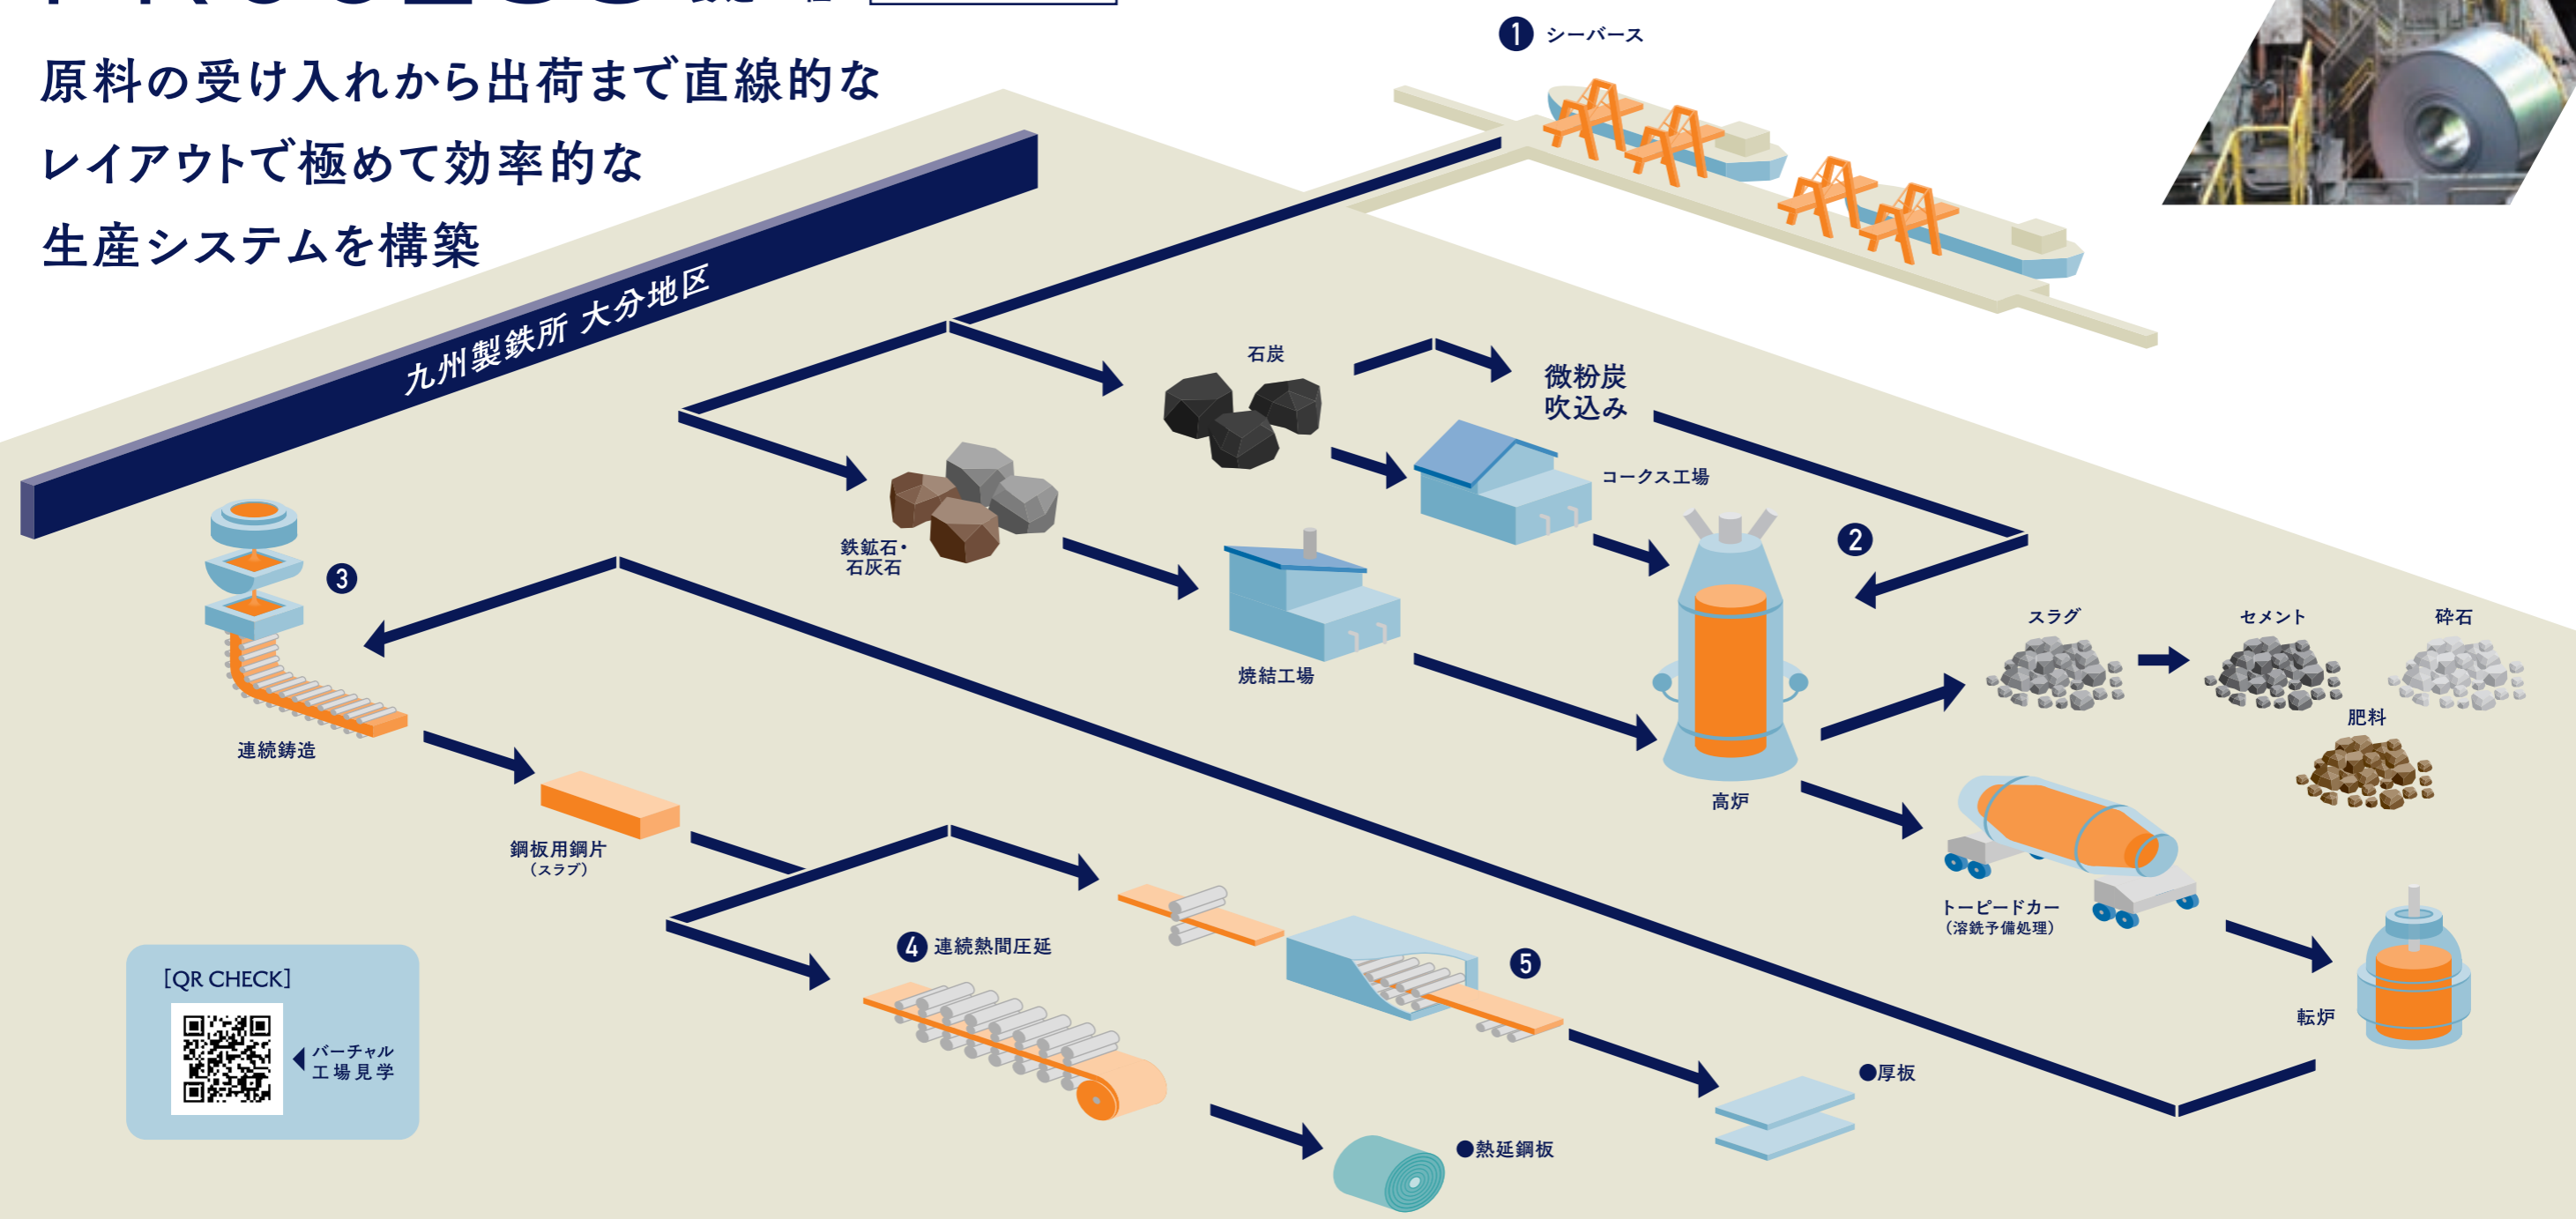 原料の受け入れから出荷まで直線的な
レイアウトで極めて効率的な
生産システムを構築
九州製鉄所 大分地区
1 シーバース
石炭
微粉炭
吹込み
コークス工場
鉄鉱石・
石灰石
焼結工場
2
高炉
スラグ
セメント
砕石
肥料
トーピードカー
(溶銑予備処理)
転炉
3
連続鋳造
鋼板用鋼片
(スラブ)
4 連続熱間圧延
5
●厚板
●熱延鋼板
[QR CHECK]
バーチャル
工場見学